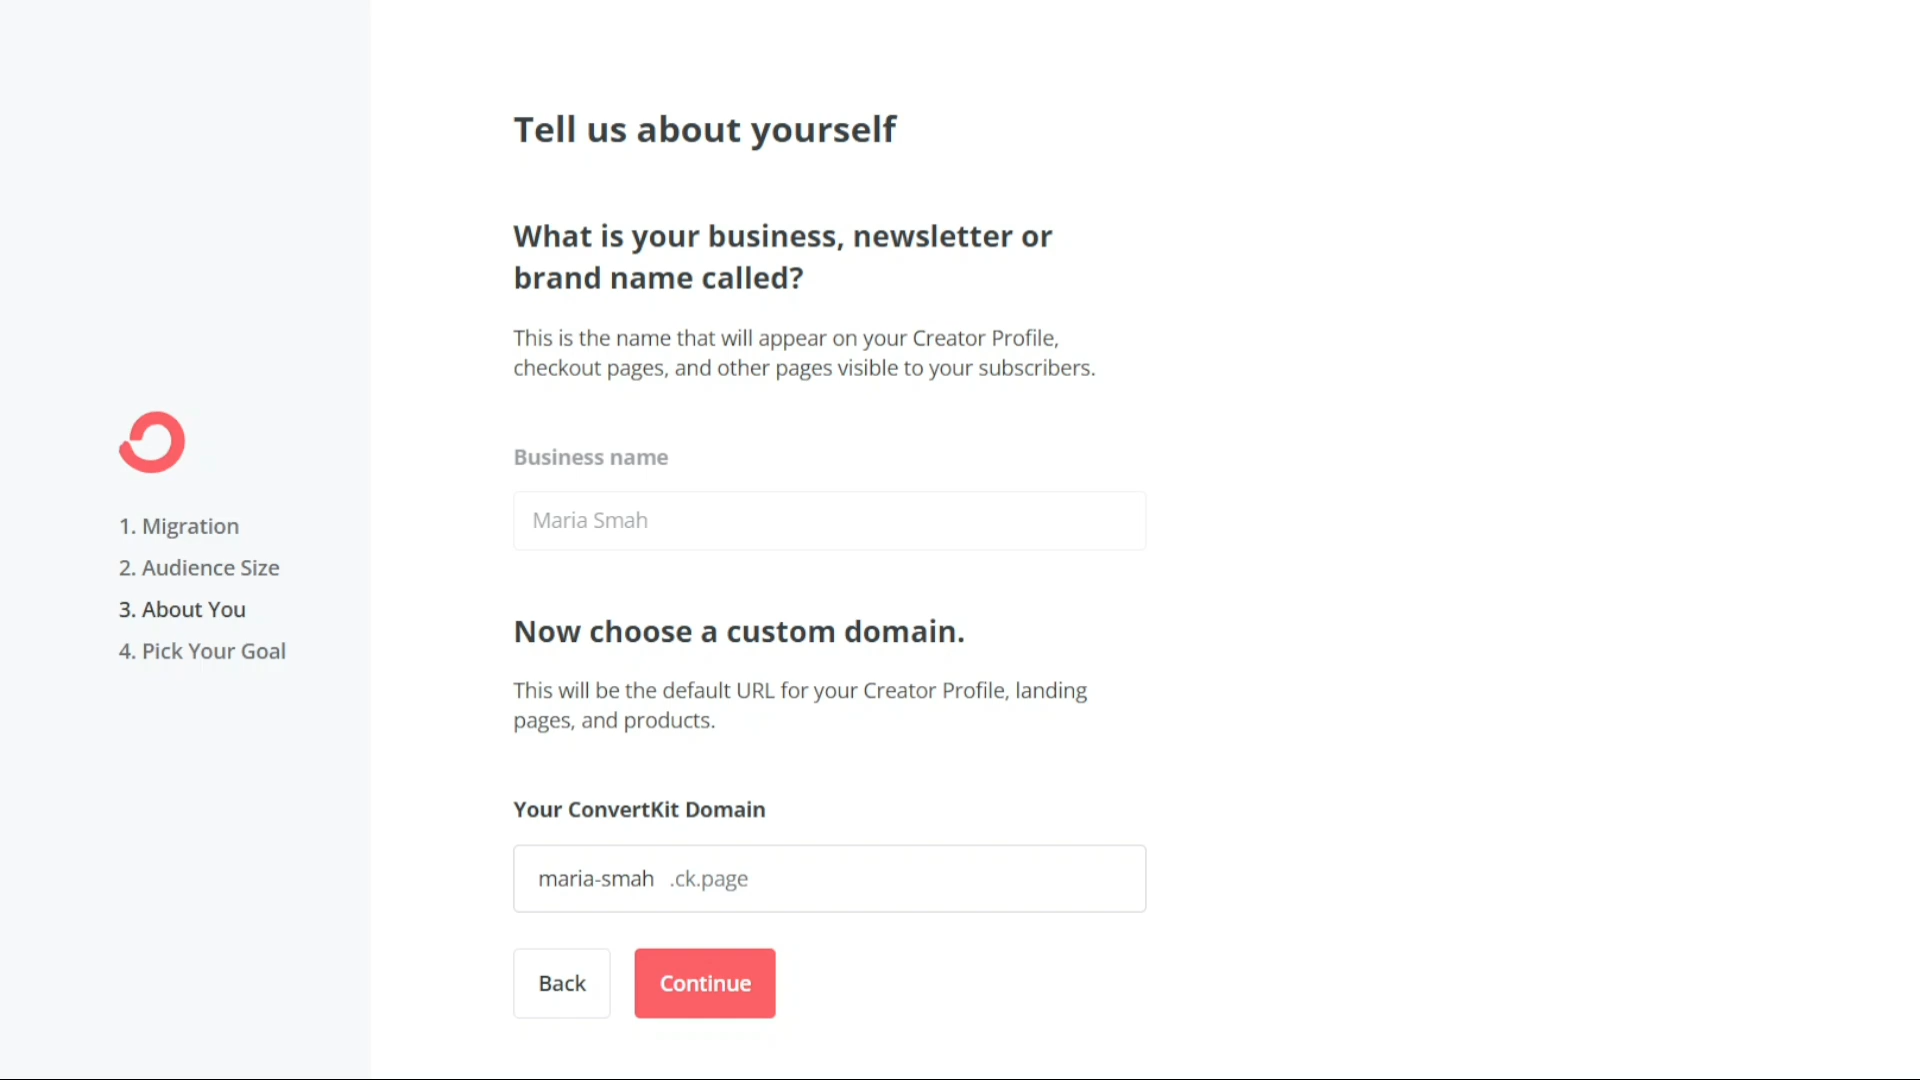 Tell us about yourself
What is your business, newsletter or
brand name called?
This is the name that will appear on your Creator Profile,
checkout pages, and other pages visible to your subscribers.
Business name
Maria Smah
1. Migration
2. Audience Size
3. About You
4. Pick Your Goal
Now choose a custom domain.
This will be the default URL for your Creator Profile, landing
pages, and products.
Your ConvertKit Domain
maria-smah .ck.page
Back Continue